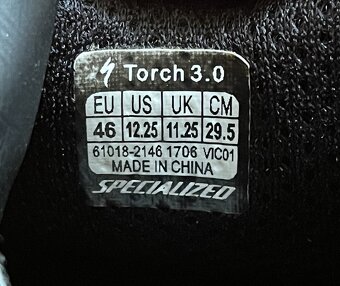 Torch 3.0
EU US UK CM
46 12.25 11.25 29.5
61018-2146 1706 VIC01
MADE IN CHINA
SPECIALIZED